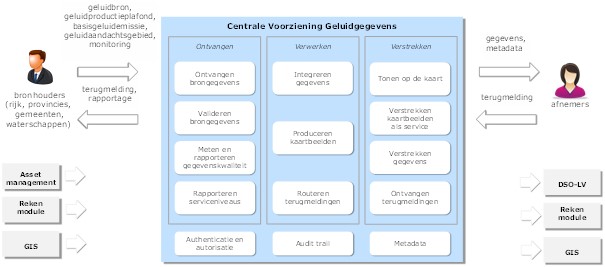 geluidbron,
geluidproductieplafond,
basisgeluidemissie,
geluidaandachtsgebied,
monitoring
terugmelding,
rapportage
bronhouders
(rijk, provincies,
gemeenten,
waterschappen)
Asset
management
Reken
module
GIS
Centrale Voorziening Geluidgegevens
Ontvangen
Ontvangen
brongegevens
Valideren
brongegevens
Meten en
rapporteren
gegevenskwaliteit
Rapporteren
serviceniveaus
Verwerken
Integreren
gegevens
Produceren
kaartbeelden
Routeren
terugmeldingen
Verstrekken
Tonen op de kaart
Verstrekken
kaartbeelden
als service
Verstrekken
gegevens
Ontvangen
terugmeldingen
Authenticatie en
autorisatie
Audit trail
Metadata
gegevens,
metadata
terugmelding
afnemers
DSO-LV
Reken
module
GIS